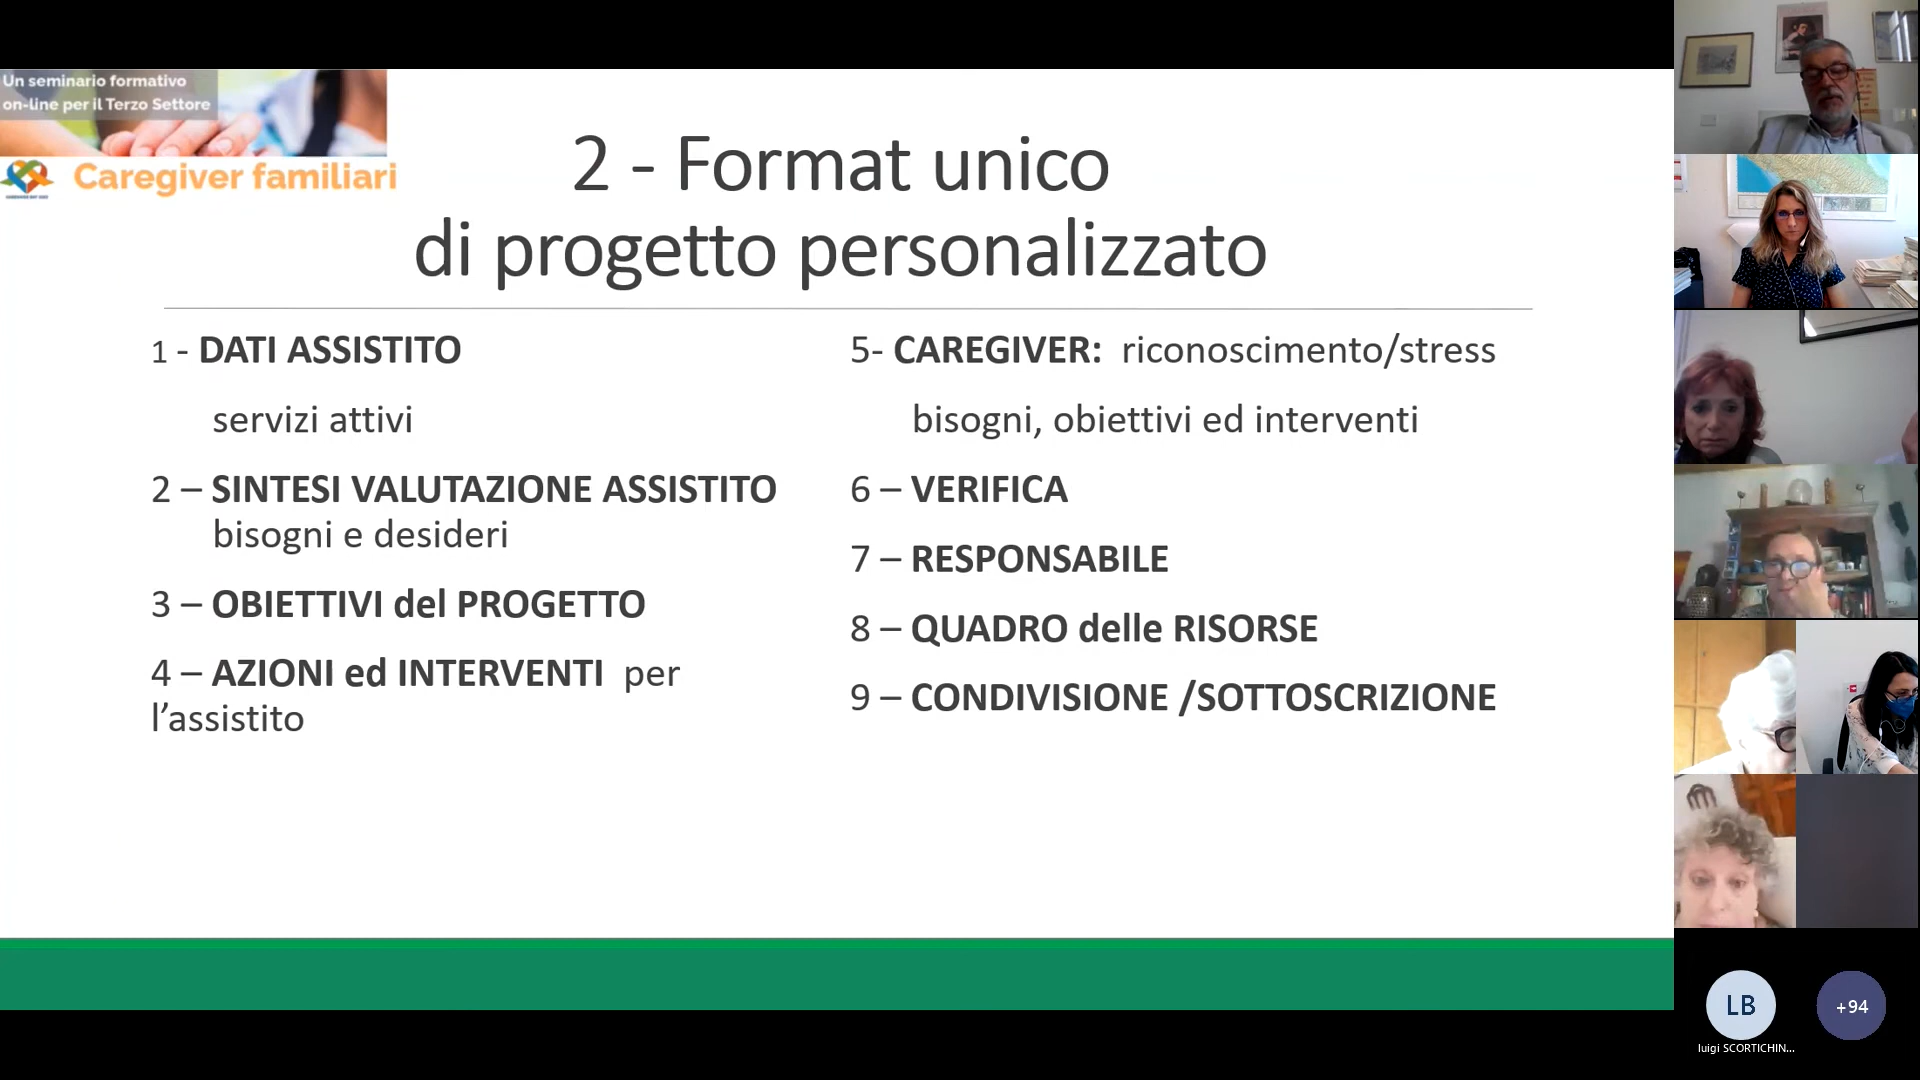 Un seminario formativo
on-line per il Terzo Settore
Caregiver familiari
2 - Format unico
di progetto personalizzato
1 - DATI ASSISTITO
servizi attivi
2 – SINTESI VALUTAZIONE ASSISTITO
bisogni e desideri
3 – OBIETTIVI del PROGETTO
4 – AZIONI ed INTERVENTI per
l’assistito
5- CAREGIVER: riconoscimento/stress
bisogni, obiettivi ed interventi
6 – VERIFICA
7 – RESPONSABILE
8 – QUADRO delle RISORSE
9 – CONDIVISIONE /SOTTOSCRIZIONE
LB
+94
luigi SCORTICHIN...